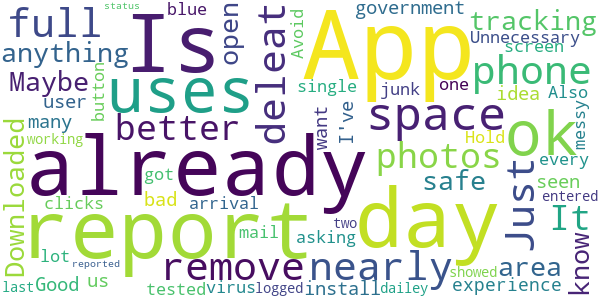 full Is blue App government
anything open Avoid tracking
Maybe uses deleat Unnecessary screen
user button single junk one phone idea
many better want I've space Also messy
Downloaded already Hold ok
working got photos every
clicks bad arrival safe Just seen It
report day entered
lot mail asking two know
Good us remove nearly area
last reported tested virus logged install dailey showed experience
status